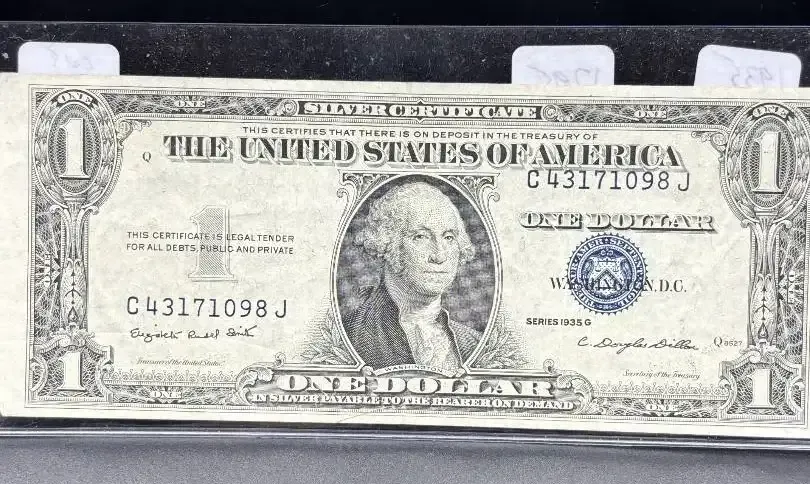 ONE
ONE
SILVER CERTIFICATE
ONE
ONE
1
1
THIS CERTIFIES THAT THERE IS ON DEPOSIT IN THE TREASURY OF
Q
THE UNITED STATES OF AMERICA
C 43171098 J
ONE DOLLAR
1
THIS CERTIFICATE IS LEGAL TENDER
FOR ALL DEBTS, PUBLIC AND PRIVATE
WASHINGTON, D.C.
C 43171098 J
SERIES 1935 G
Elizabeth Rudel Smith
C. Douglas Dillon
Q 8527
Treasurer of the United States
Secretary of the Treasury
WASHINGTON
1
1
ONE DOLLAR
IN SILVER PAYABLE TO THE BEARER ON DEMAND
ONE
ONE